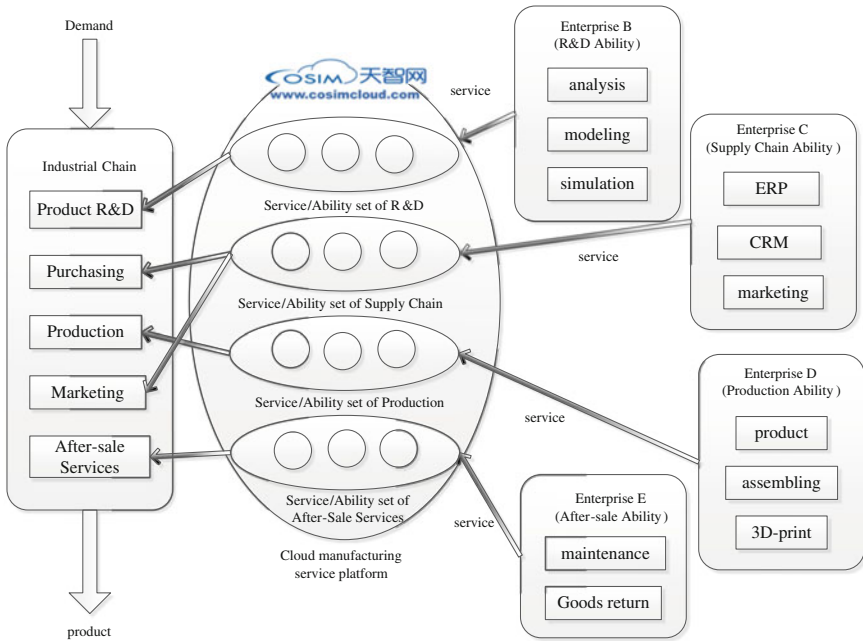 Demand
Industrial Chain
Product R&D
Purchasing
Production
Marketing
After-sale
Services
product
COSIM 天智网
www.cosimcloud.com
Service/Ability set of R&D
Service/Ability set of Supply Chain
Service/Ability set of Production
Service/Ability set of
After-Sale Services
Cloud manufacturing
service platform
service
Enterprise B
(R&D Ability)
analysis
modeling
simulation
service
Enterprise C
(Supply Chain Ability)
ERP
CRM
marketing
service
Enterprise D
(Production Ability)
product
assembling
3D-print
service
Enterprise E
(After-sale Ability)
maintenance
Goods return